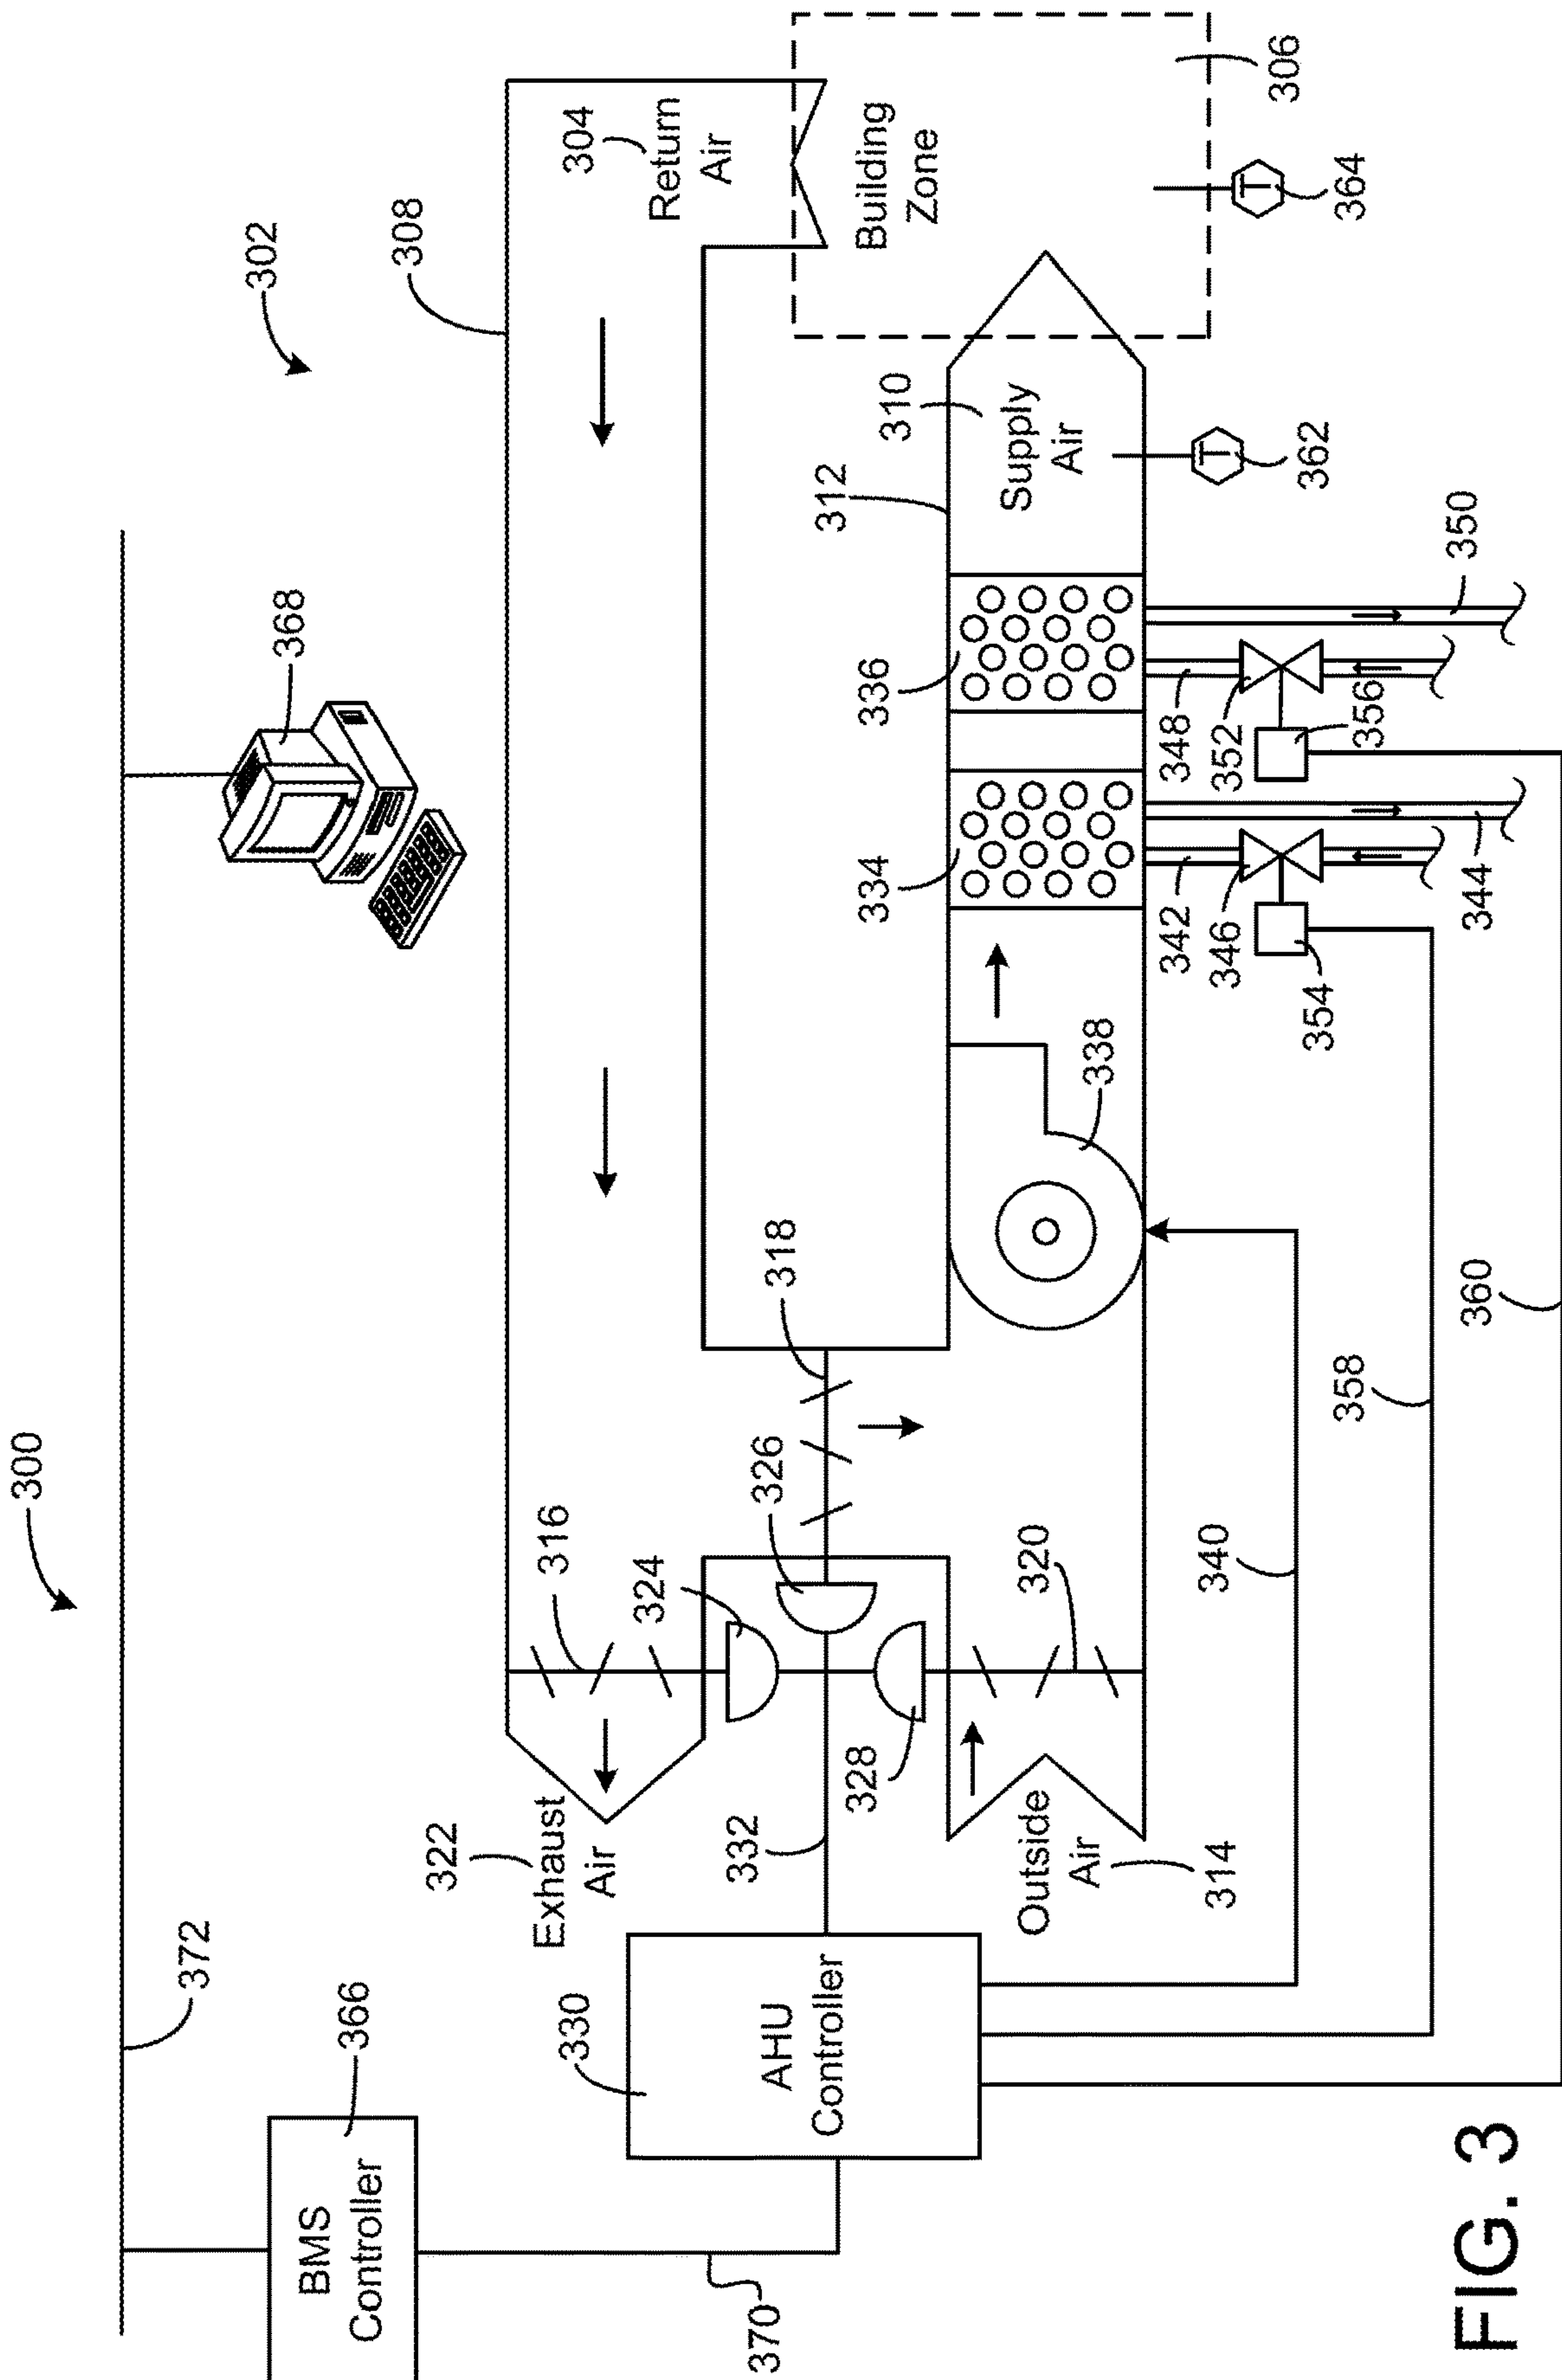 300
302
372
368
366
BMS
Controller
308
304
Return
Air
370
322
Exhaust
Air
316
324
326
318
330
AHU
Controller
332
328
312
310
Supply
Air
Building
Zone
306
334
336
338
Outside
Air
314
320
342
346
354
344
348
352
356
350
362
364
340
358
360
FIG. 3
T
T